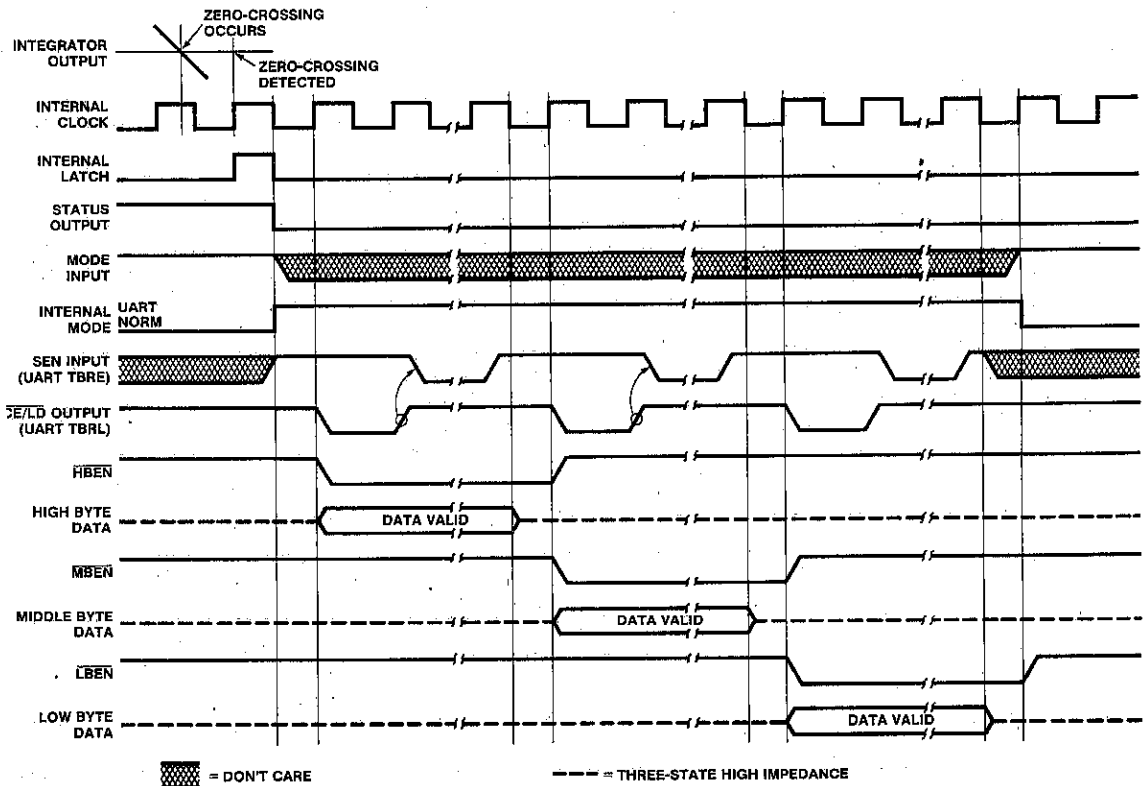 ZERO-CROSSING
OCCURS
INTEGRATOR
OUTPUT
ZERO-CROSSING
DETECTED
INTERNAL
CLOCK
INTERNAL
LATCH
STATUS
OUTPUT
MODE
INPUT
INTERNAL
MODE
UART
NORM
SEN INPUT
(UART TBRE)
CE/LD OUTPUT
(UART TBRL)
HBEN
HIGH BYTE
DATA
DATA VALID
MBEN
MIDDLE BYTE
DATA
DATA VALID
LBEN
LOW BYTE
DATA
DATA VALID
= DON'T CARE
= THREE-STATE HIGH IMPEDANCE